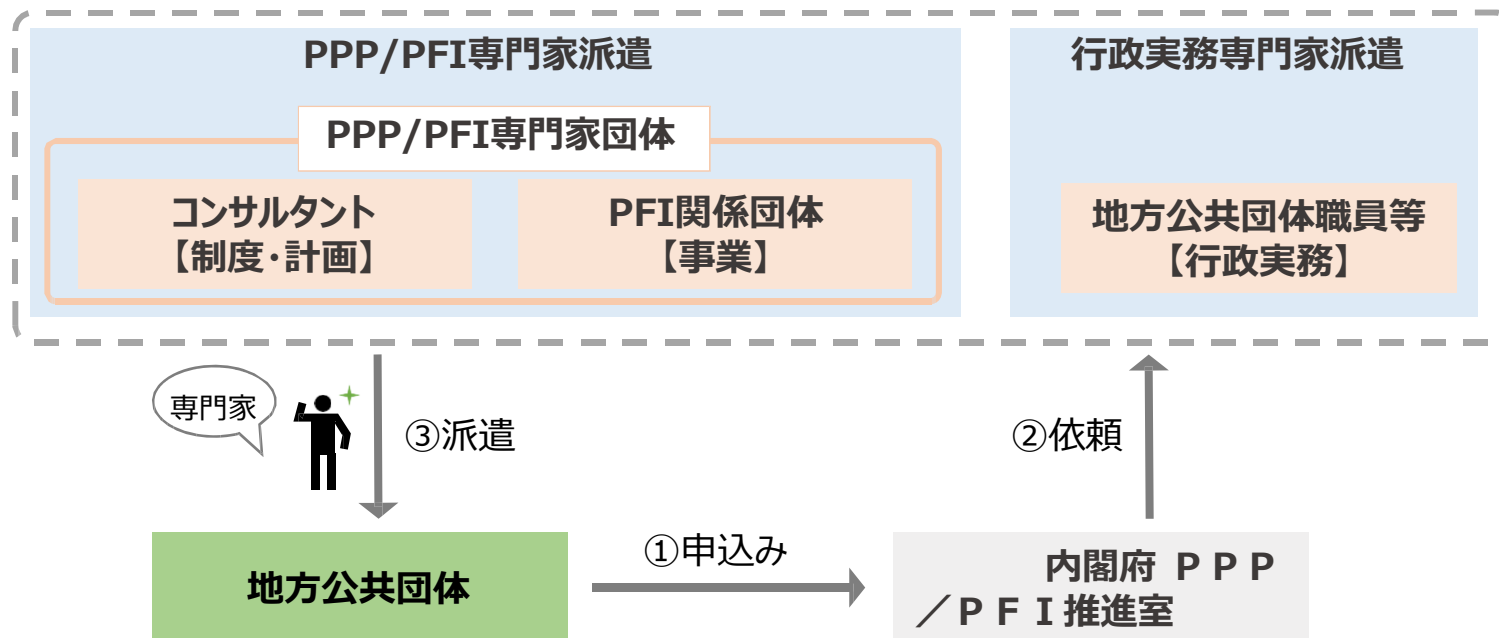 PPP/PFI専門家派遣
PPP/PFI専門家団体
コンサルタント
【制度・計画】
PFI関係団体
【事業】
行政実務専門家派遣
地方公共団体職員等
【行政実務】
専門家
③派遣
②依頼
地方公共団体
①申込み
内閣府 ＰＰＰ
／ＰＦＩ推進室